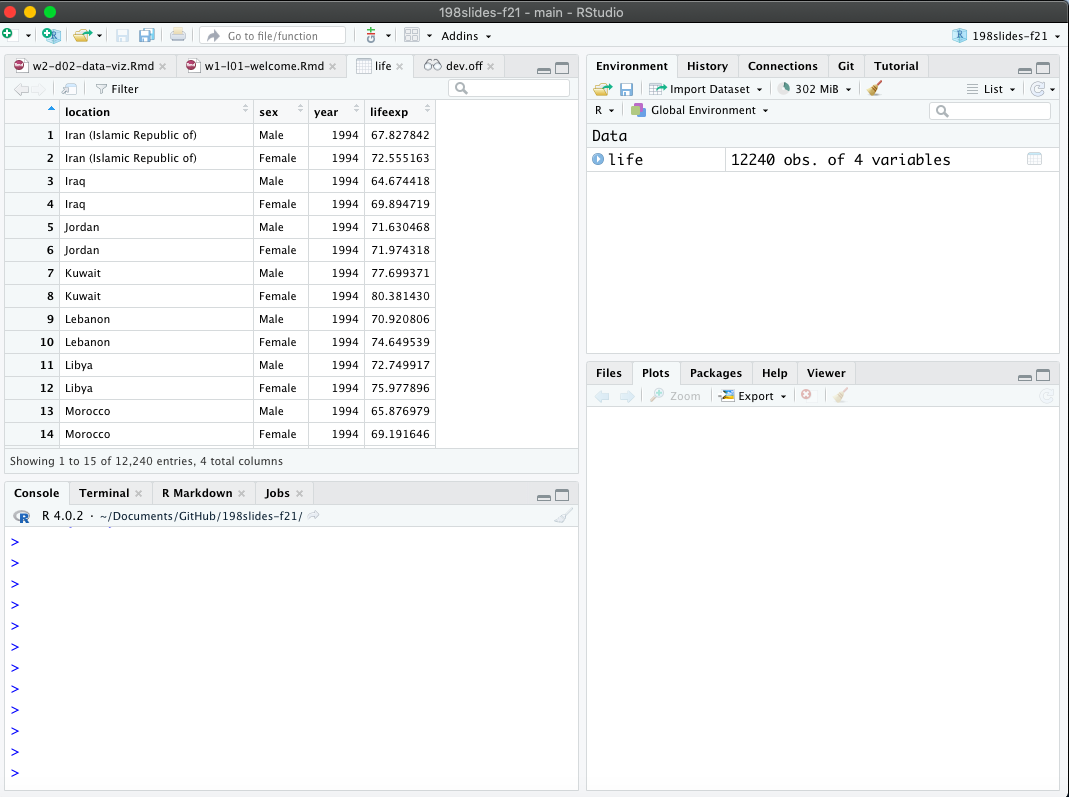 198slides-f21 - main - RStudio
Go to file/function
Addins
198slides-f21
w2-d02-data-viz.Rmd
w1-l01-welcome.Rmd
life
dev.off
Filter
location sex year lifeexp
1 Iran (Islamic Republic of) Male 1994 67.827842
2 Iran (Islamic Republic of) Female 1994 72.555163
3 Iraq Male 1994 64.674418
4 Iraq Female 1994 69.894719
5 Jordan Male 1994 71.630468
6 Jordan Female 1994 71.974318
7 Kuwait Male 1994 77.699371
8 Kuwait Female 1994 80.381430
9 Lebanon Male 1994 70.920806
10 Lebanon Female 1994 74.649539
11 Libya Male 1994 72.749917
12 Libya Female 1994 75.977896
13 Morocco Male 1994 65.876979
14 Morocco Female 1994 69.191646
Showing 1 to 15 of 12,240 entries, 4 total columns
Console Terminal R Markdown Jobs
R 4.0.2 · ~/Documents/GitHub/198slides-f21/
>
>
>
>
>
>
>
>
>
>
>
>
Environment History Connections Git Tutorial
Import Dataset 302 MiB List
R Global Environment
Data
life 12240 obs. of 4 variables
Files Plots Packages Help Viewer
Zoom Export